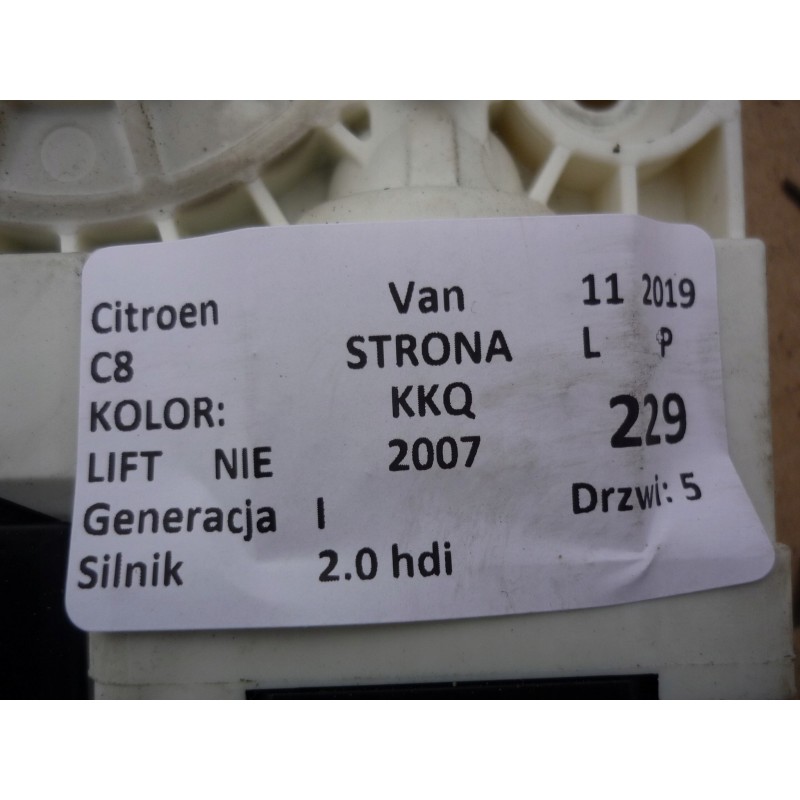 Citroen Van 11 2019
C8 STRONA L P
KOLOR: KKQ 229
LIFT NIE 2007
Generacja I Drzwi: 5
Silnik 2.0 hdi